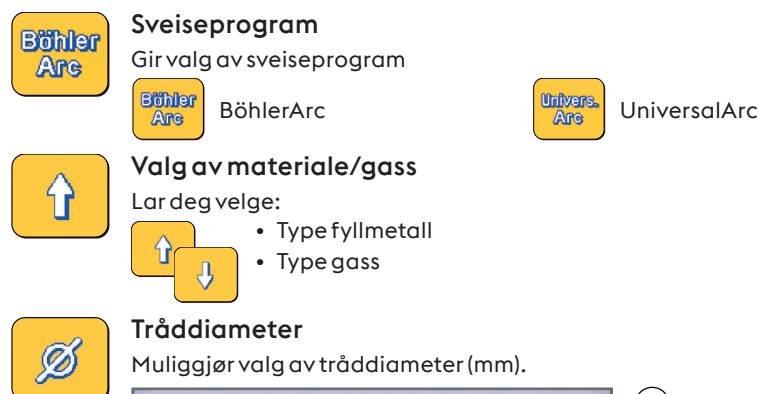 Böhler
Arc
Sveiseprogram
Gir valg av sveiseprogram
Böhler
Arc
BöhlerArc
Univers.
Arc
UniversalArc
Valg av materiale/gass
Lar deg velge:
• Type fyllmetall
• Type gass
Tråddiameter
Muliggjør valg av tråddiameter (mm).